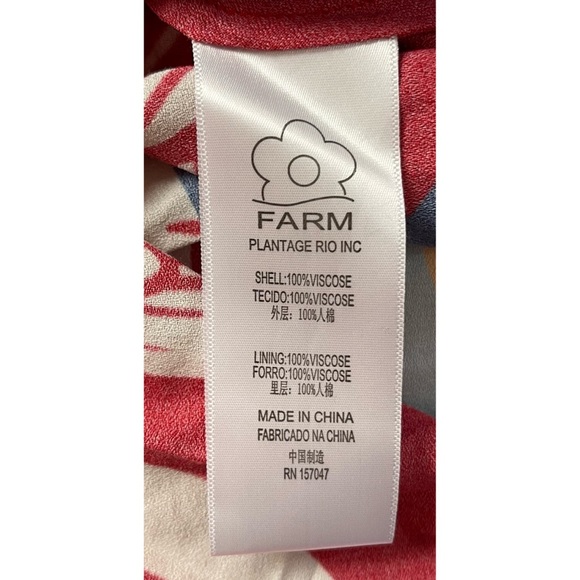 FARM
PLANTAGE RIO INC
SHELL:100%VISCOSE
TECIDO:100%VISCOSE
外层：100%人棉
LINING:100%VISCOSE
FORRO:100%VISCOSE
里层：100%人棉
MADE IN CHINA
FABRICADO NA CHINA
中国制造
RN 157047